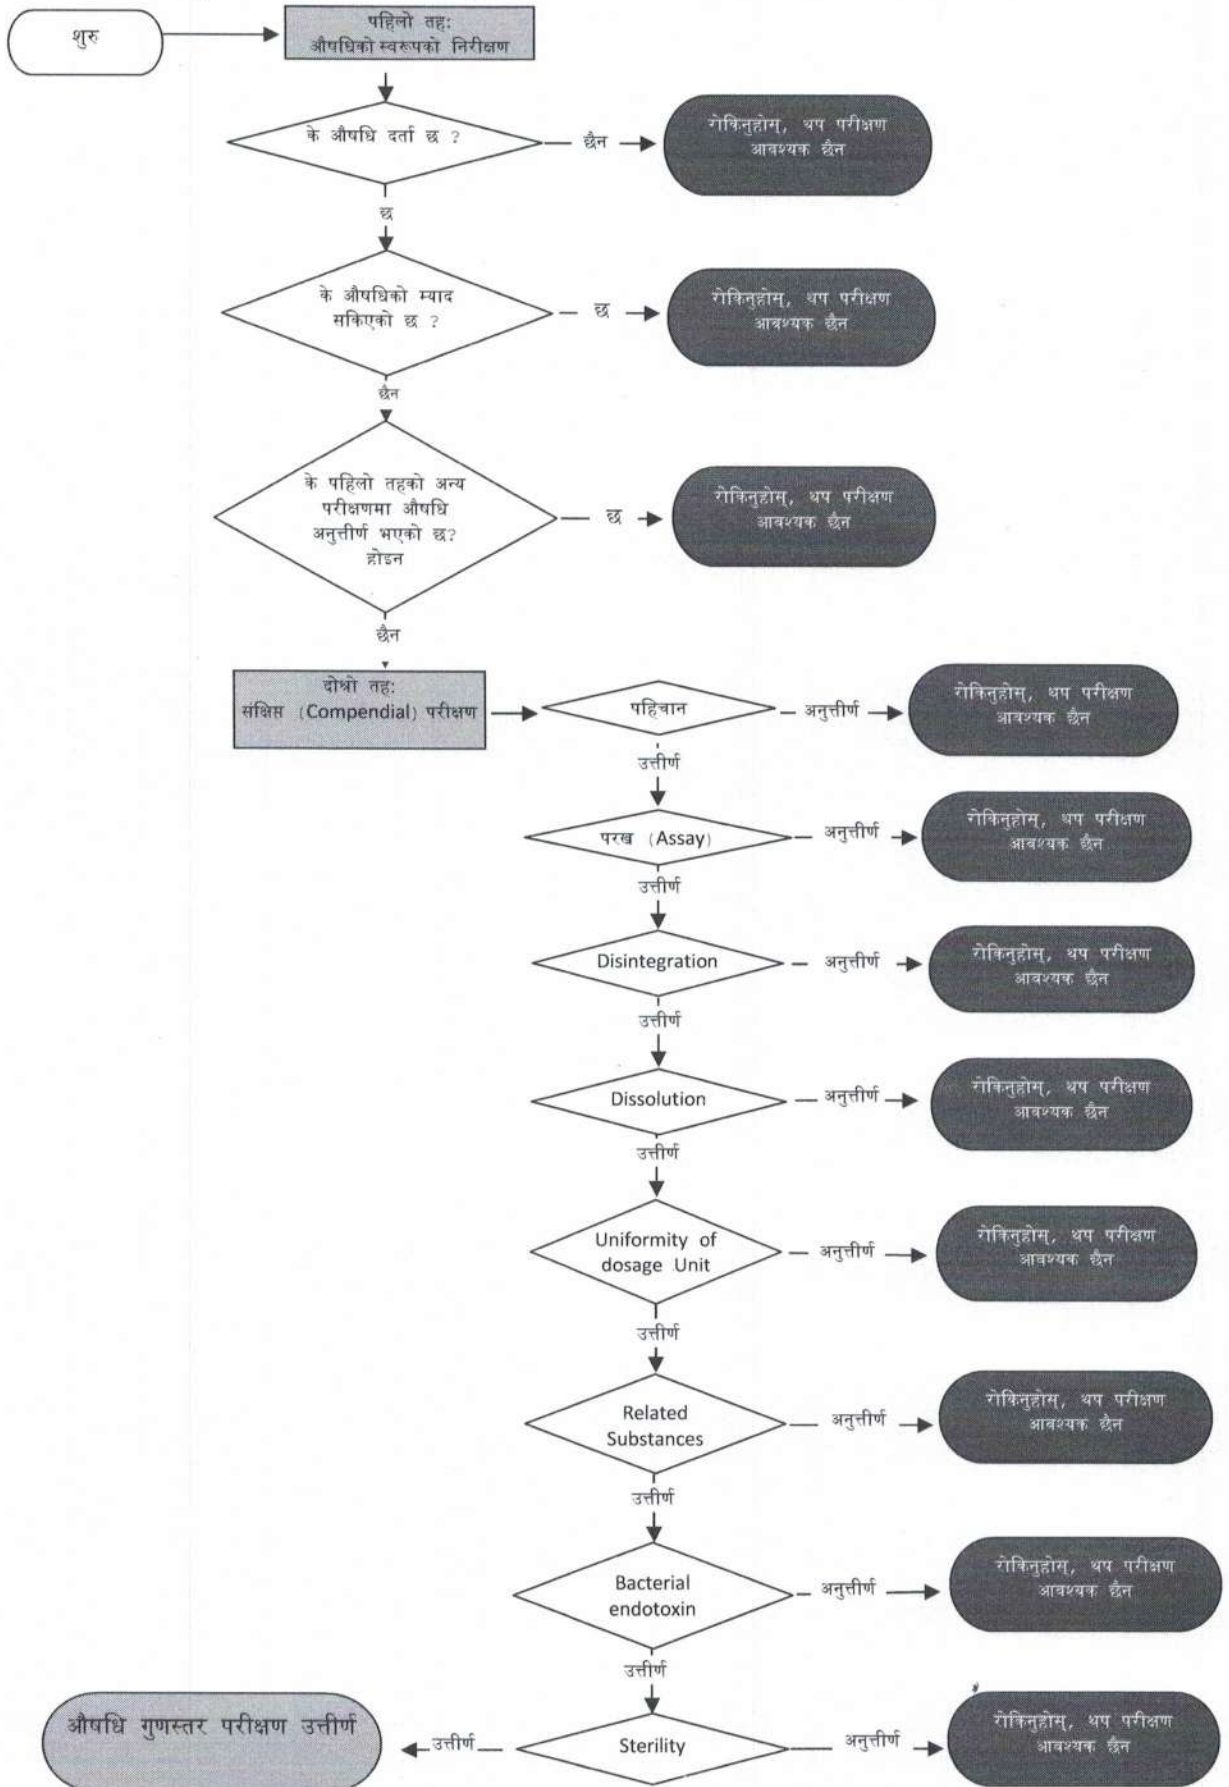 शुरु
पहिलो तह:
औषधिको स्वरूपको निरीक्षण
के औषधि दर्ता छ ?
छैन
रोकिनुहोस्, थप परीक्षण
आवश्यक छैन
छ
के औषधिको म्याद
सकिएको छ ?
छ
रोकिनुहोस्, थप परीक्षण
आवश्यक छैन
छैन
के पहिलो तहको अन्य
परीक्षणमा औषधि
अनुत्तीर्ण भएको छ?
होइन
छ
रोकिनुहोस्, थप परीक्षण
आवश्यक छैन
छैन
दोश्रो तह:
संक्षिप्त (Compendial) परीक्षण
पहिचान
अनुत्तीर्ण
रोकिनुहोस्, थप परीक्षण
आवश्यक छैन
उत्तीर्ण
परख (Assay)
अनुत्तीर्ण
रोकिनुहोस्, थप परीक्षण
आवश्यक छैन
उत्तीर्ण
Disintegration
अनुत्तीर्ण
रोकिनुहोस्, थप परीक्षण
आवश्यक छैन
उत्तीर्ण
Dissolution
अनुत्तीर्ण
रोकिनुहोस्, थप परीक्षण
आवश्यक छैन
उत्तीर्ण
Uniformity of
dosage Unit
अनुत्तीर्ण
रोकिनुहोस्, थप परीक्षण
आवश्यक छैन
उत्तीर्ण
Related
Substances
अनुत्तीर्ण
रोकिनुहोस्, थप परीक्षण
आवश्यक छैन
उत्तीर्ण
Bacterial
endotoxin
अनुत्तीर्ण
रोकिनुहोस्, थप परीक्षण
आवश्यक छैन
उत्तीर्ण
औषधि गुणस्तर परीक्षण उत्तीर्ण
उत्तीर्ण
Sterility
अनुत्तीर्ण
रोकिनुहोस्, थप परीक्षण
आवश्यक छैन